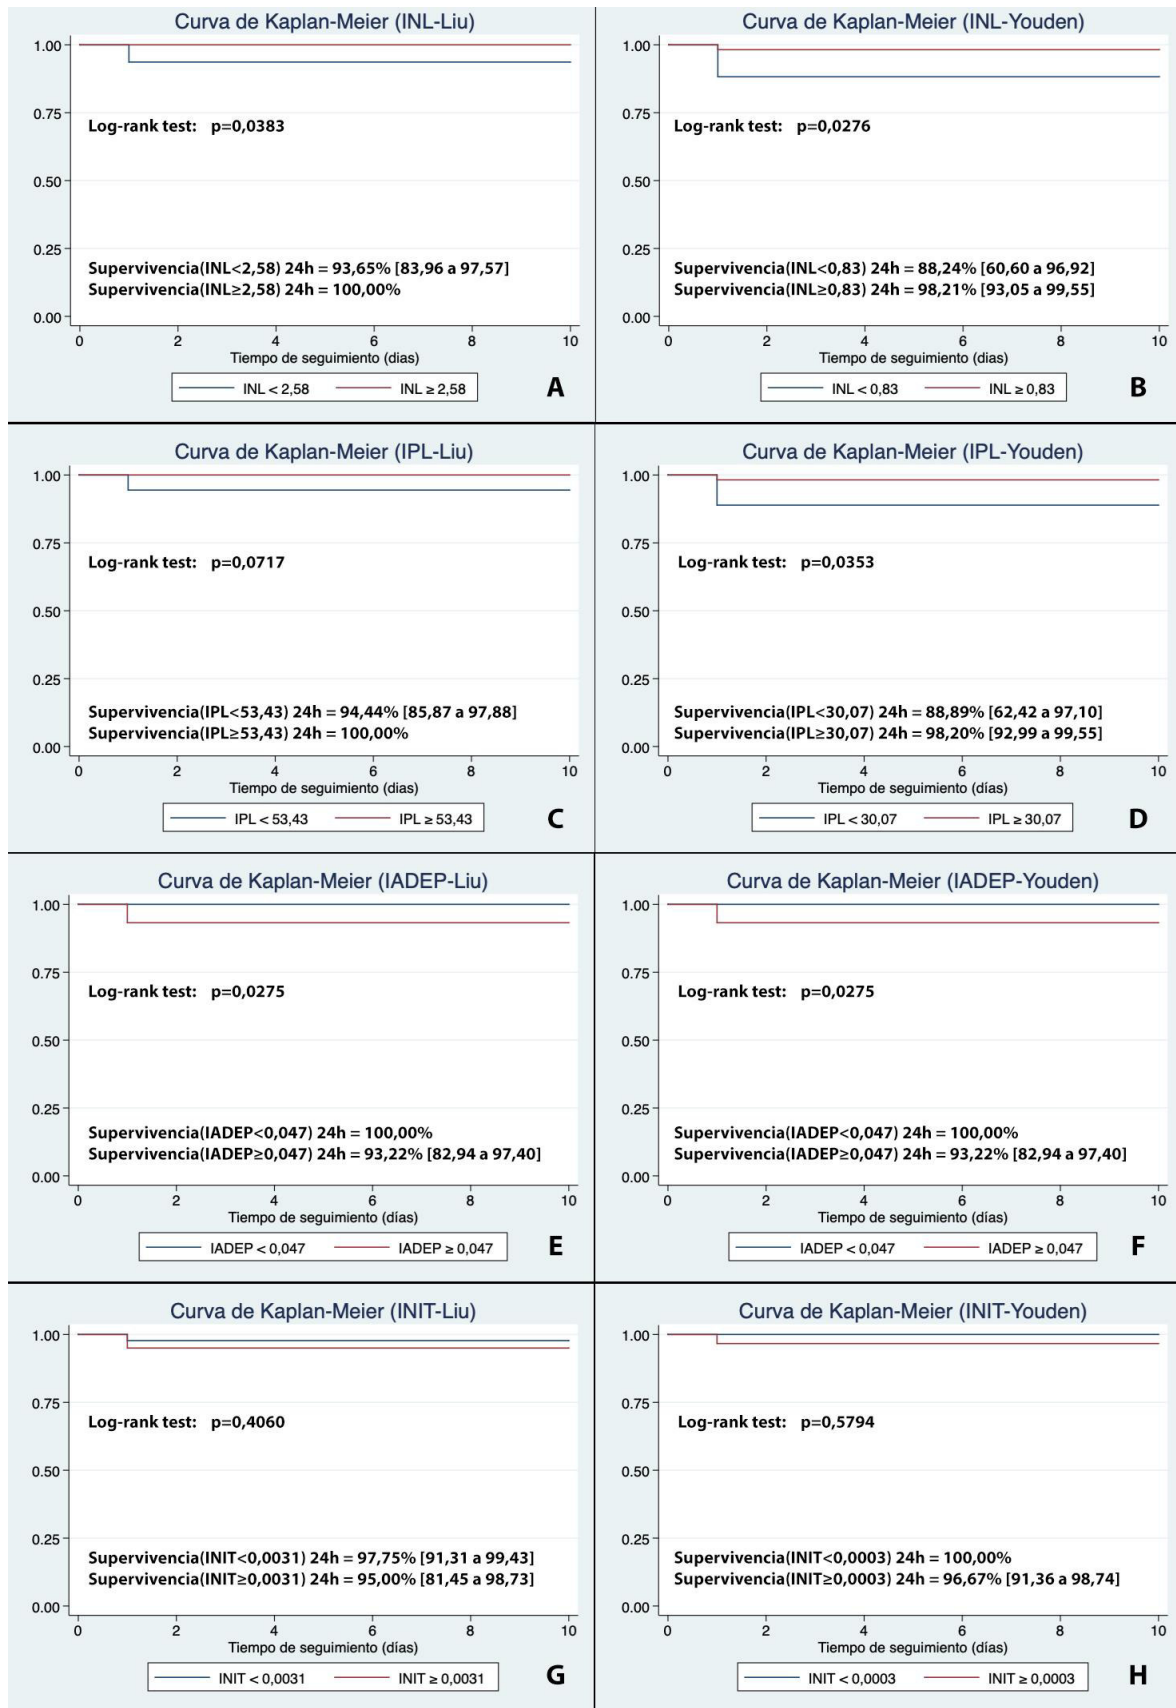 Curva de Kaplan-Meier (INL-Liu)
1.00
0.75
Log-rank test: p=0,0383
0.50
0.25
Supervivencia(INL<2,58) 24h = 93,65% [83,96 a 97,57]
Supervivencia(INL≥2,58) 24h = 100,00%
0.00
0 2 4 6 8 10
Tiempo de seguimiento (días)
INL < 2,58 INL ≥ 2,58
A
Curva de Kaplan-Meier (INL-Youden)
1.00
0.75
Log-rank test: p=0,0276
0.50
0.25
Supervivencia(INL<0,83) 24h = 88,24% [60,60 a 96,92]
Supervivencia(INL≥0,83) 24h = 98,21% [93,05 a 99,55]
0.00
0 2 4 6 8 10
Tiempo de seguimiento (días)
INL < 0,83 INL ≥ 0,83
B
Curva de Kaplan-Meier (IPL-Liu)
1.00
0.75
Log-rank test: p=0,0717
0.50
0.25
Supervivencia(IPL<53,43) 24h = 94,44% [85,87 a 97,88]
Supervivencia(IPL≥53,43) 24h = 100,00%
0.00
0 2 4 6 8 10
Tiempo de seguimiento (días)
IPL < 53,43 IPL ≥ 53,43
C
Curva de Kaplan-Meier (IPL-Youden)
1.00
0.75
Log-rank test: p=0,0353
0.50
0.25
Supervivencia(IPL<30,07) 24h = 88,89% [62,42 a 97,10]
Supervivencia(IPL≥30,07) 24h = 98,20% [92,99 a 99,55]
0.00
0 2 4 6 8 10
Tiempo de seguimiento (días)
IPL < 30,07 IPL ≥ 30,07
D
Curva de Kaplan-Meier (IADEP-Liu)
1.00
0.75
Log-rank test: p=0,0275
0.50
0.25
Supervivencia(IADEP<0,047) 24h = 100,00%
Supervivencia(IADEP≥0,047) 24h = 93,22% [82,94 a 97,40]
0.00
0 2 4 6 8 10
Tiempo de seguimiento (días)
IADEP < 0,047 IADEP ≥ 0,047
E
Curva de Kaplan-Meier (IADEP-Youden)
1.00
0.75
Log-rank test: p=0,0275
0.50
0.25
Supervivencia(IADEP<0,047) 24h = 100,00%
Supervivencia(IADEP≥0,047) 24h = 93,22% [82,94 a 97,40]
0.00
0 2 4 6 8 10
Tiempo de seguimiento (días)
IADEP < 0,047 IADEP ≥ 0,047
F
Curva de Kaplan-Meier (INIT-Liu)
1.00
0.75
Log-rank test: p=0,4060
0.50
0.25
Supervivencia(INIT<0,0031) 24h = 97,75% [91,31 a 99,43]
Supervivencia(INIT≥0,0031) 24h = 95,00% [81,45 a 98,73]
0.00
0 2 4 6 8 10
Tiempo de seguimiento (días)
INIT < 0,0031 INIT ≥ 0,0031
G
Curva de Kaplan-Meier (INIT-Youden)
1.00
0.75
Log-rank test: p=0,5794
0.50
0.25
Supervivencia(INIT<0,0003) 24h = 100,00%
Supervivencia(INIT≥0,0003) 24h = 96,67% [91,36 a 98,74]
0.00
0 2 4 6 8 10
Tiempo de seguimiento (días)
INIT < 0,0003 INIT ≥ 0,0003
H